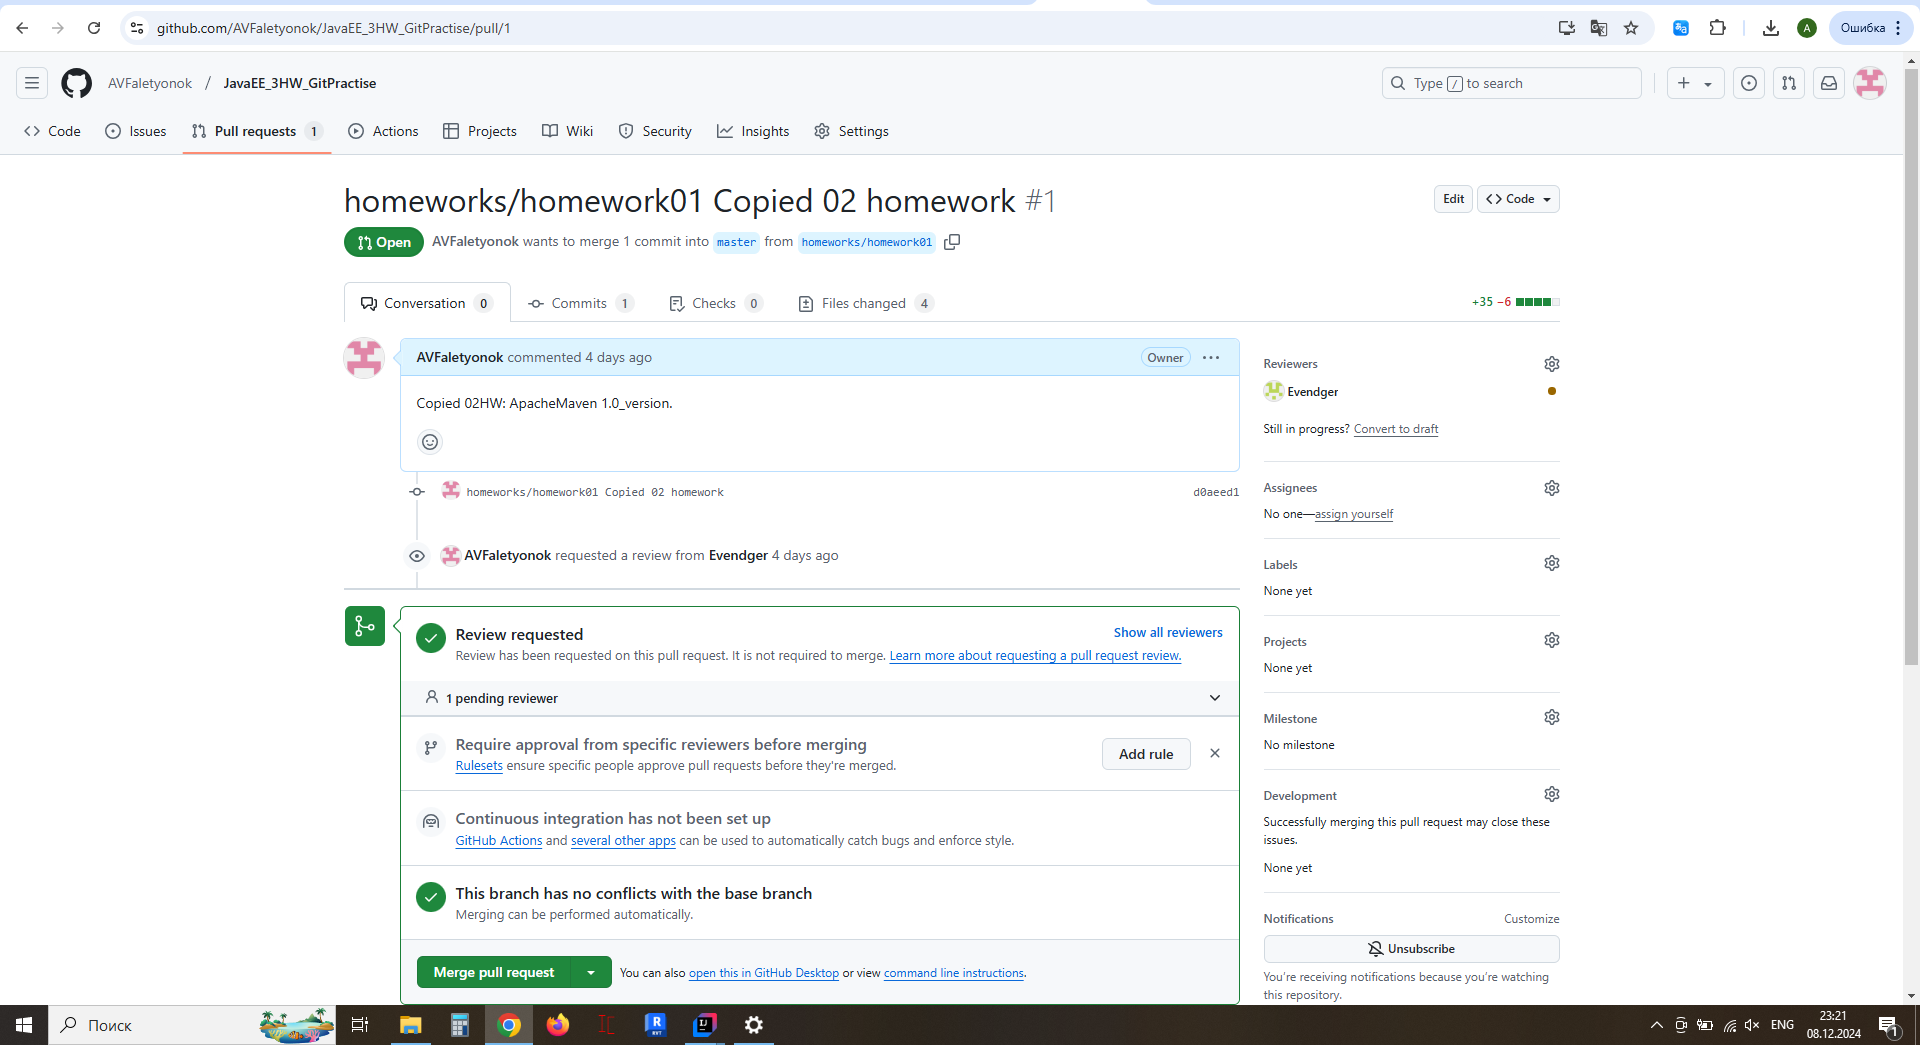 github.com/AVFaletyonok/JavaEE_3HW_GitPractise/pull/1
A
Ошибка
AVFaletyonok / JavaEE_3HW_GitPractise
Type / to search
Code
Issues
Pull requests 1
Actions
Projects
Wiki
Security
Insights
Settings
homeworks/homework01 Copied 02 homework #1
Edit
Code
Open
AVFaletyonok wants to merge 1 commit into master from homeworks/homework01
Conversation 0
Commits 1
Checks 0
Files changed 4
+35 −6
AVFaletyonok commented 4 days ago
Owner
Copied 02HW: ApacheMaven 1.0_version.
homeworks/homework01 Copied 02 homework
d0aeed1
AVFaletyonok requested a review from Evendger 4 days ago
Review requested
Show all reviewers
Review has been requested on this pull request. It is not required to merge. Learn more about requesting a pull request review.
1 pending reviewer
Require approval from specific reviewers before merging
Rulesets ensure specific people approve pull requests before they're merged.
Add rule
Continuous integration has not been set up
GitHub Actions and several other apps can be used to automatically catch bugs and enforce style.
This branch has no conflicts with the base branch
Merging can be performed automatically.
Merge pull request
You can also open this in GitHub Desktop or view command line instructions.
Reviewers
Evendger
Still in progress? Convert to draft
Assignees
No one—assign yourself
Labels
None yet
Projects
None yet
Milestone
No milestone
Development
Successfully merging this pull request may close these
issues.
None yet
Notifications
Customize
Unsubscribe
You're receiving notifications because you're watching
this repository.
Поиск
R
RVT
IJ
ENG
23:21
08.12.2024
1